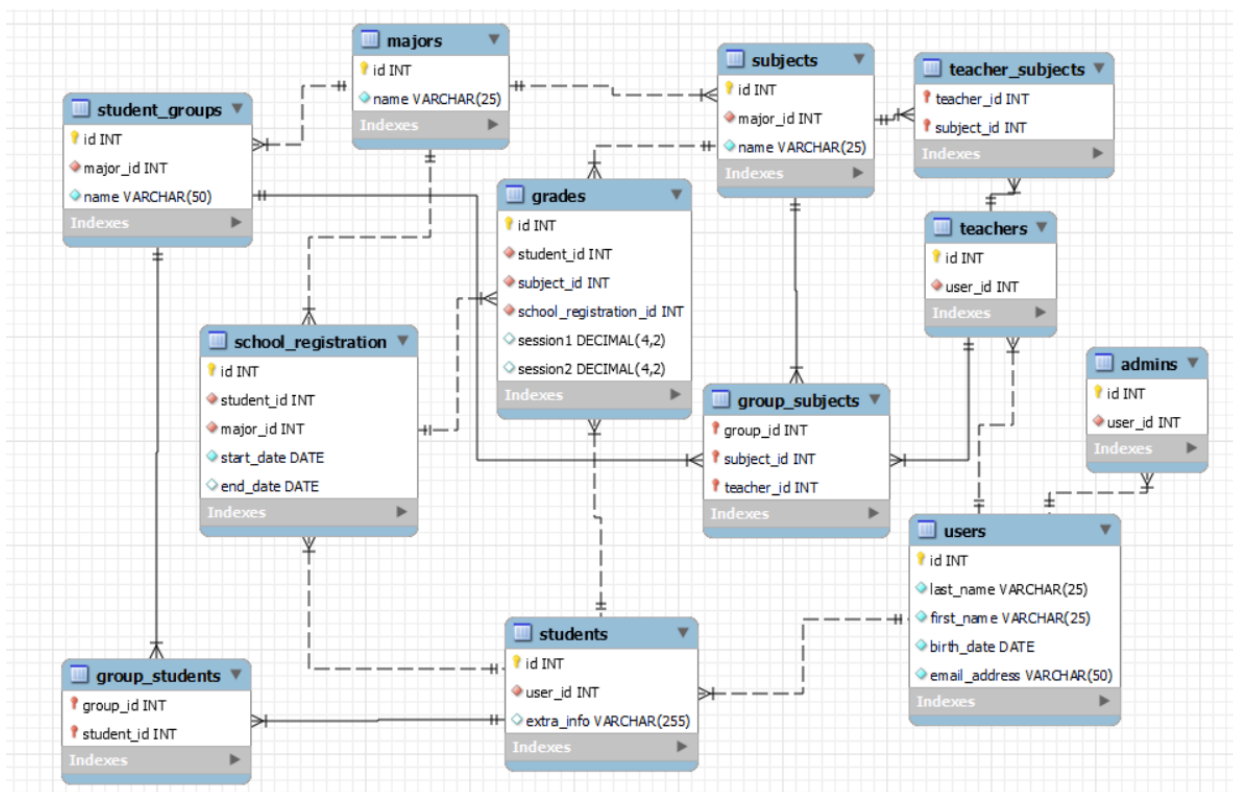 majors
id INT
name VARCHAR(25)
Indexes
subjects
id INT
major_id INT
name VARCHAR(25)
Indexes
teacher_subjects
teacher_id INT
subject_id INT
Indexes
student_groups
id INT
major_id INT
name VARCHAR(50)
Indexes
grades
id INT
student_id INT
subject_id INT
school_registration_id INT
session1 DECIMAL(4,2)
session2 DECIMAL(4,2)
Indexes
teachers
id INT
user_id INT
Indexes
school_registration
id INT
student_id INT
major_id INT
start_date DATE
end_date DATE
Indexes
group_subjects
group_id INT
subject_id INT
teacher_id INT
Indexes
admins
id INT
user_id INT
Indexes
users
id INT
last_name VARCHAR(25)
first_name VARCHAR(25)
birth_date DATE
email_address VARCHAR(50)
Indexes
students
id INT
user_id INT
extra_info VARCHAR(255)
Indexes
group_students
group_id INT
student_id INT
Indexes